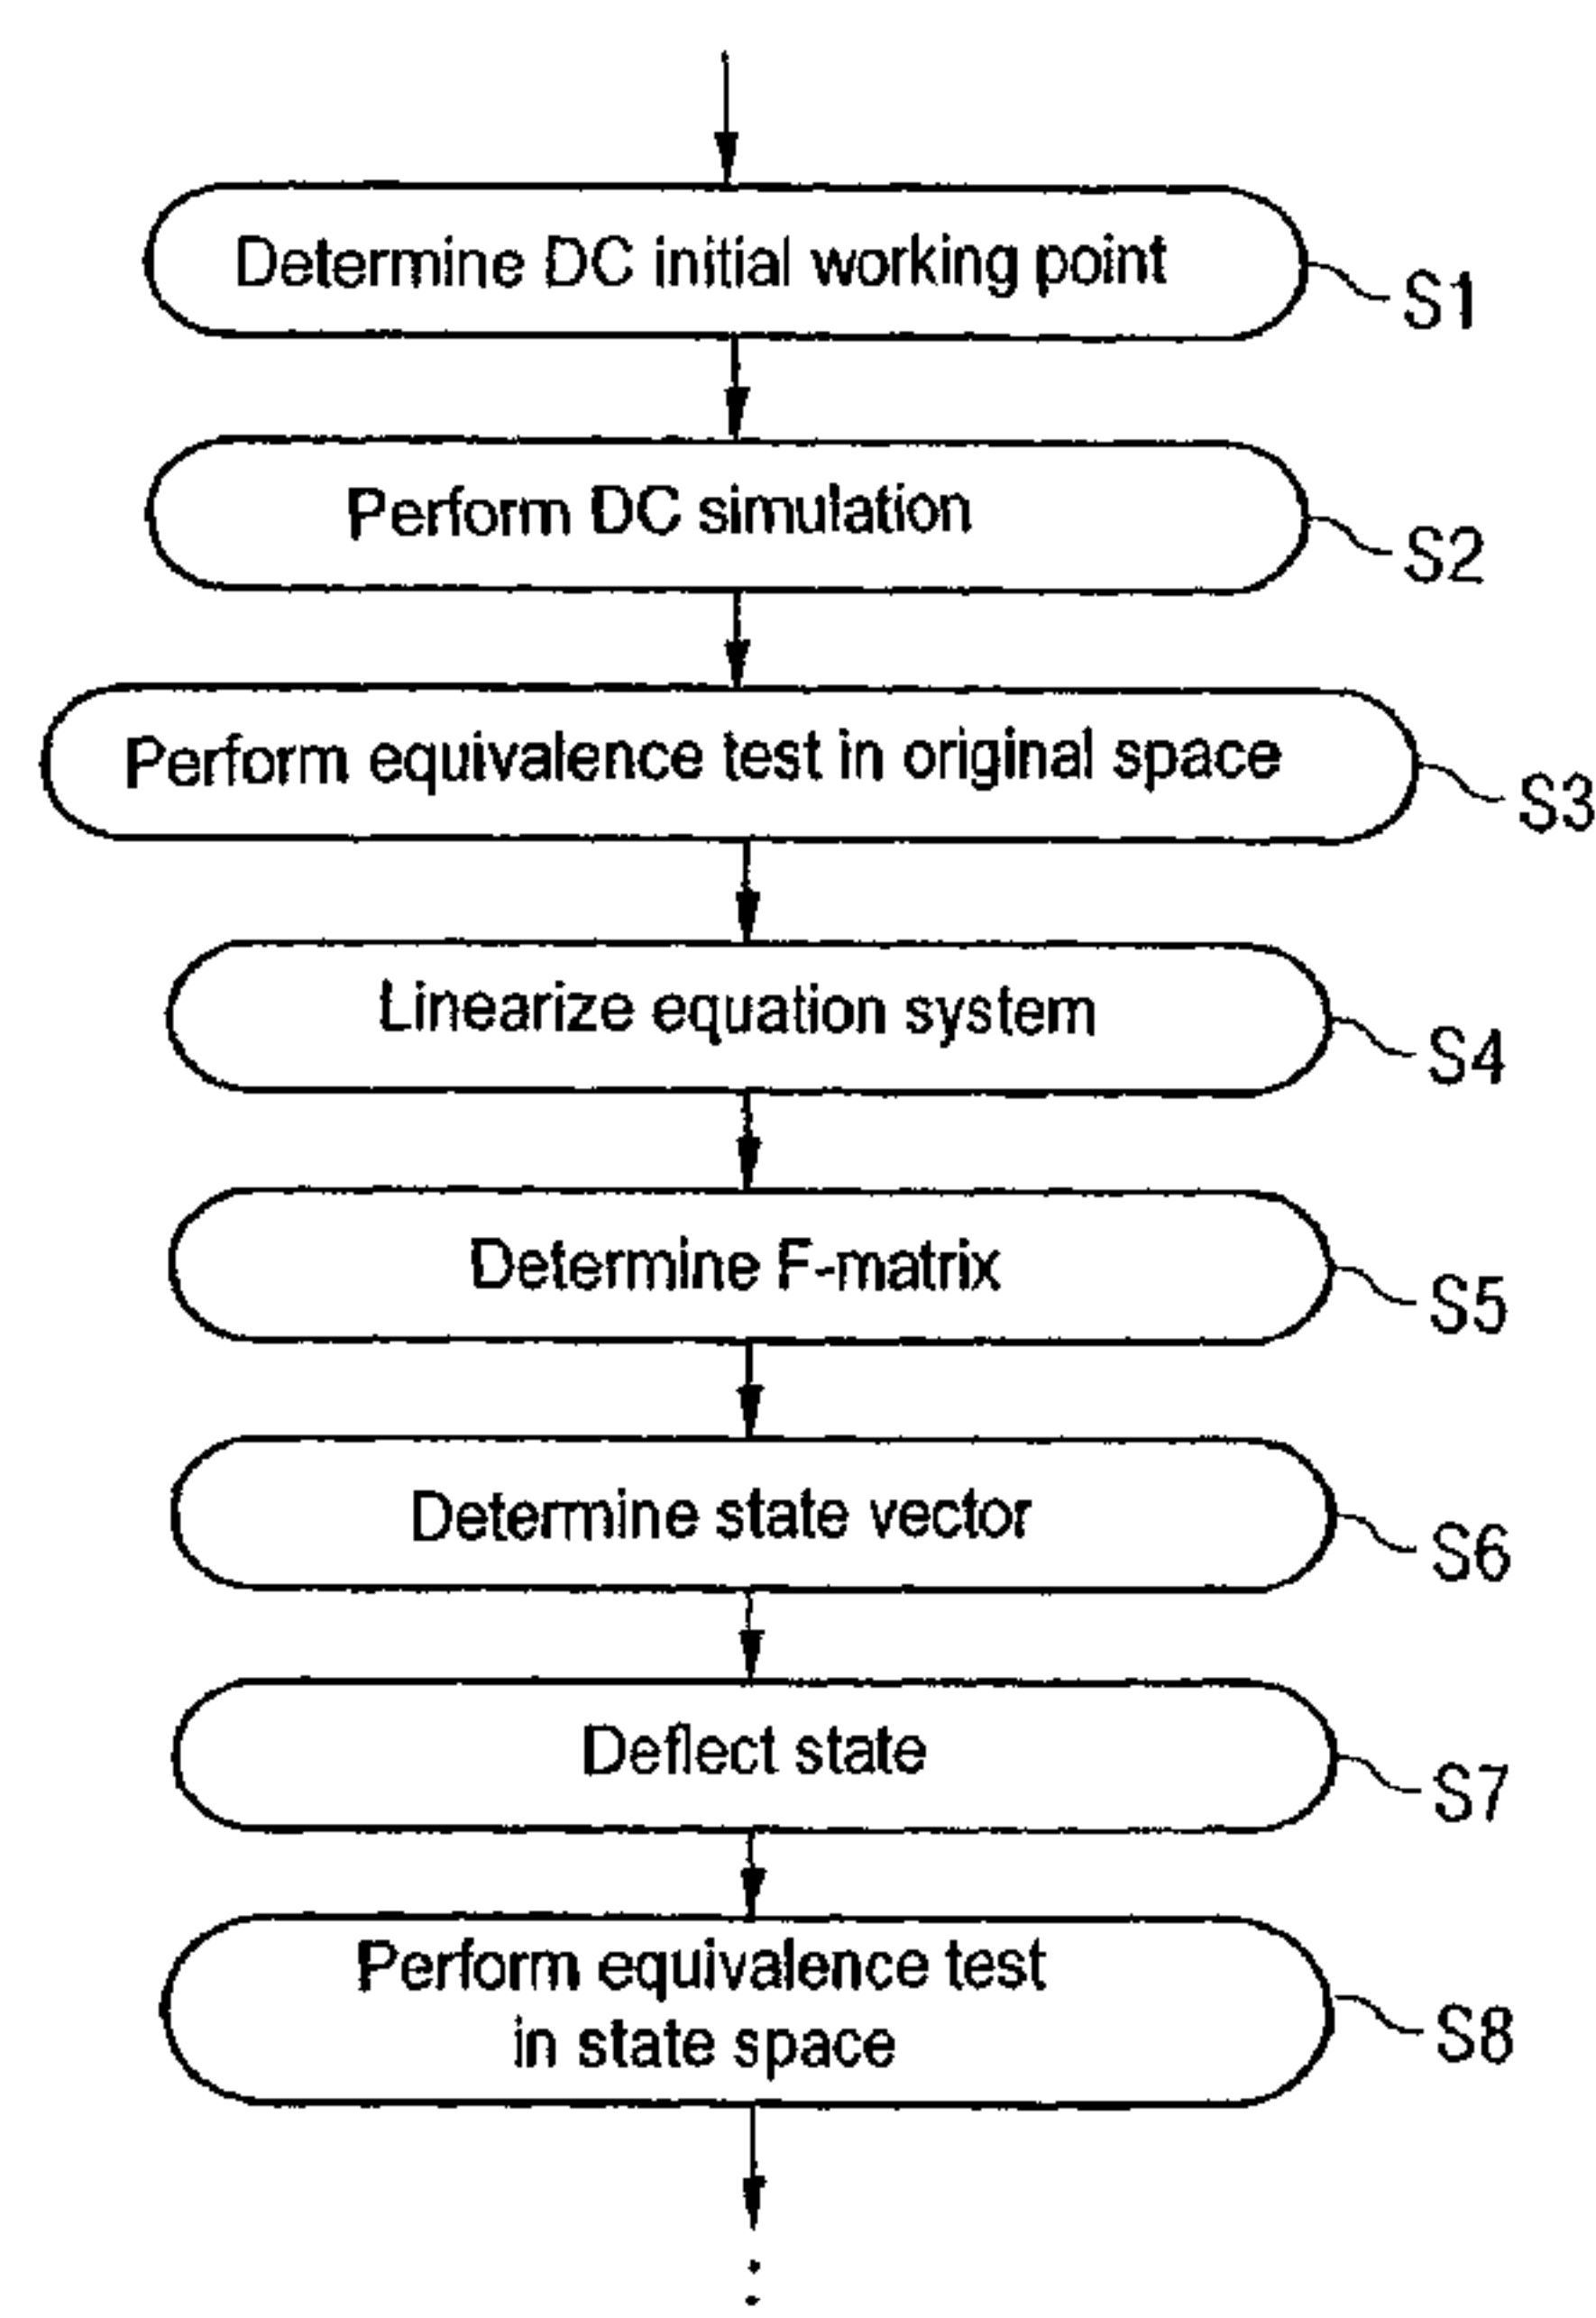 Determine DC initial working point
S1
Perform DC simulation
S2
Perform equivalence test in original space
S3
Linearize equation system
S4
Determine F-matrix
S5
Determine state vector
S6
Deflect state
S7
Perform equivalence test
in state space
S8